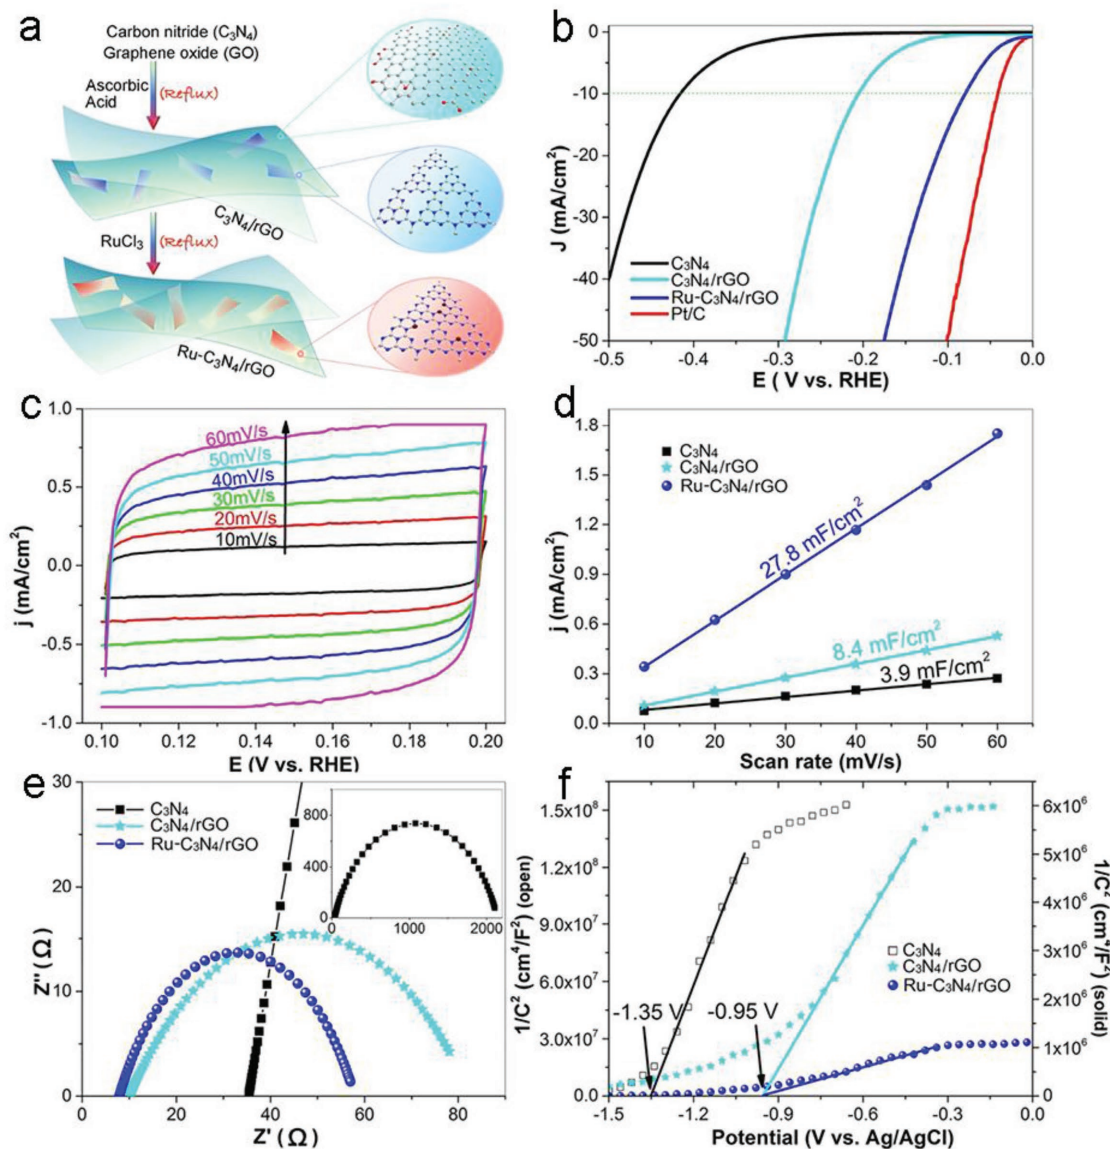 a
Carbon nitride (C₃N₄)
Graphene oxide (GO)
Ascorbic
Acid
(Reflux)
C₃N₄/rGO
RuCl₃
(Reflux)
Ru-C₃N₄/rGO
b
0
-10
-20
-30
-40
-50
J (mA/cm²)
C₃N₄
C₃N₄/rGO
Ru-C₃N₄/rGO
Pt/C
-0.5
-0.4
-0.3
-0.2
-0.1
0.0
E ( V vs. RHE)
c
1.0
0.5
0.0
-0.5
-1.0
j (mA/cm²)
60mV/s
50mV/s
40mV/s
30mV/s
20mV/s
10mV/s
0.10
0.12
0.14
0.16
0.18
0.20
E (V vs. RHE)
d
1.8
1.5
1.2
0.9
0.6
0.3
0.0
j (mA/cm²)
C₃N₄
C₃N₄/rGO
Ru-C₃N₄/rGO
27.8 mF/cm²
8.4 mF/cm²
3.9 mF/cm²
10
20
30
40
50
60
Scan rate (mV/s)
e
30
20
10
0
Z" (Ω)
C₃N₄
C₃N₄/rGO
Ru-C₃N₄/rGO
800
400
0
0
1000
2000
0
20
40
60
80
Z' (Ω)
f
1.5x10⁸
1.2x10⁸
9.0x10⁷
6.0x10⁷
3.0x10⁷
0.0
1/C² (cm⁴/F²) (open)
C₃N₄
C₃N₄/rGO
Ru-C₃N₄/rGO
-1.35 V
-0.95 V
6x10⁶
5x10⁶
4x10⁶
3x10⁶
2x10⁶
1x10⁶
0
1/C² (cm⁴/F²) (solid)
-1.5
-1.2
-0.9
-0.6
-0.3
0.0
Potential (V vs. Ag/AgCl)